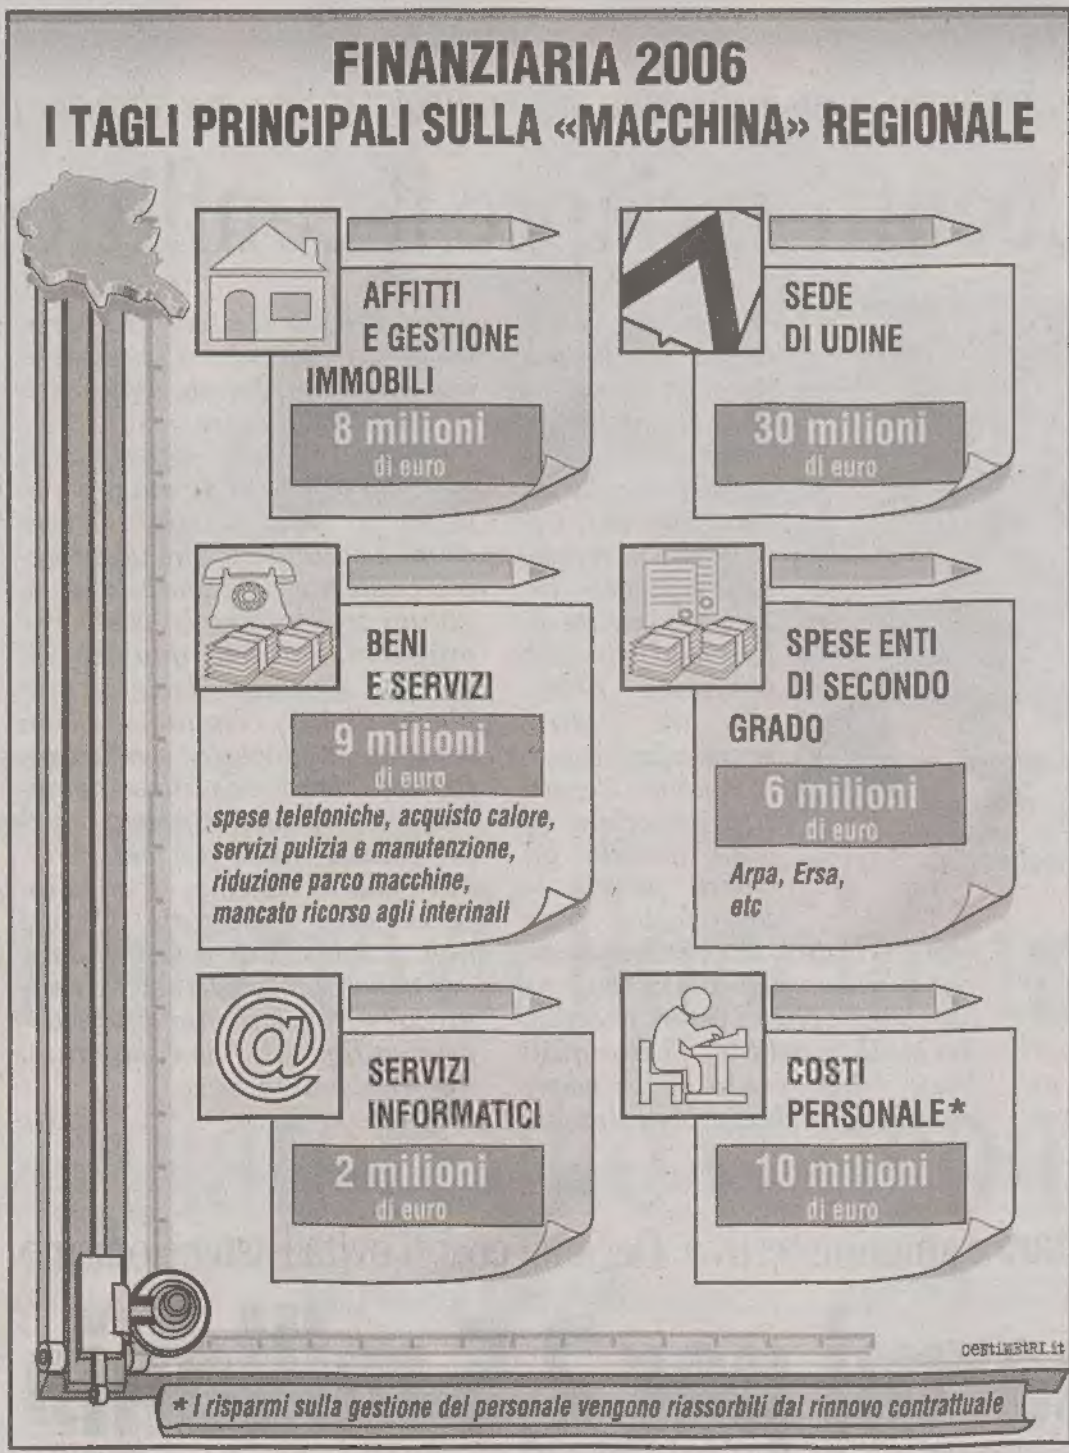 FINANZIARIA 2006
I TAGLI PRINCIPALI SULLA «MACCHINA» REGIONALE
AFFITTI
E GESTIONE
IMMOBILI
8 milioni
di euro
SEDE
DI UDINE
30 milioni
di euro
BENI
E SERVIZI
9 milioni
di euro
spese telefoniche, acquisto calore,
servizi pulizia e manutenzione,
riduzione parco macchine,
mancato ricorso agli interinali
SPESE ENTI
DI SECONDO
GRADO
6 milioni
di euro
Arpa, Ersa,
etc
@
SERVIZI
INFORMATICI
2 milioni
di euro
COSTI
PERSONALE*
10 milioni
di euro
CENTIMETRI.it
* I risparmi sulla gestione del personale vengono riassorbiti dal rinnovo contrattuale